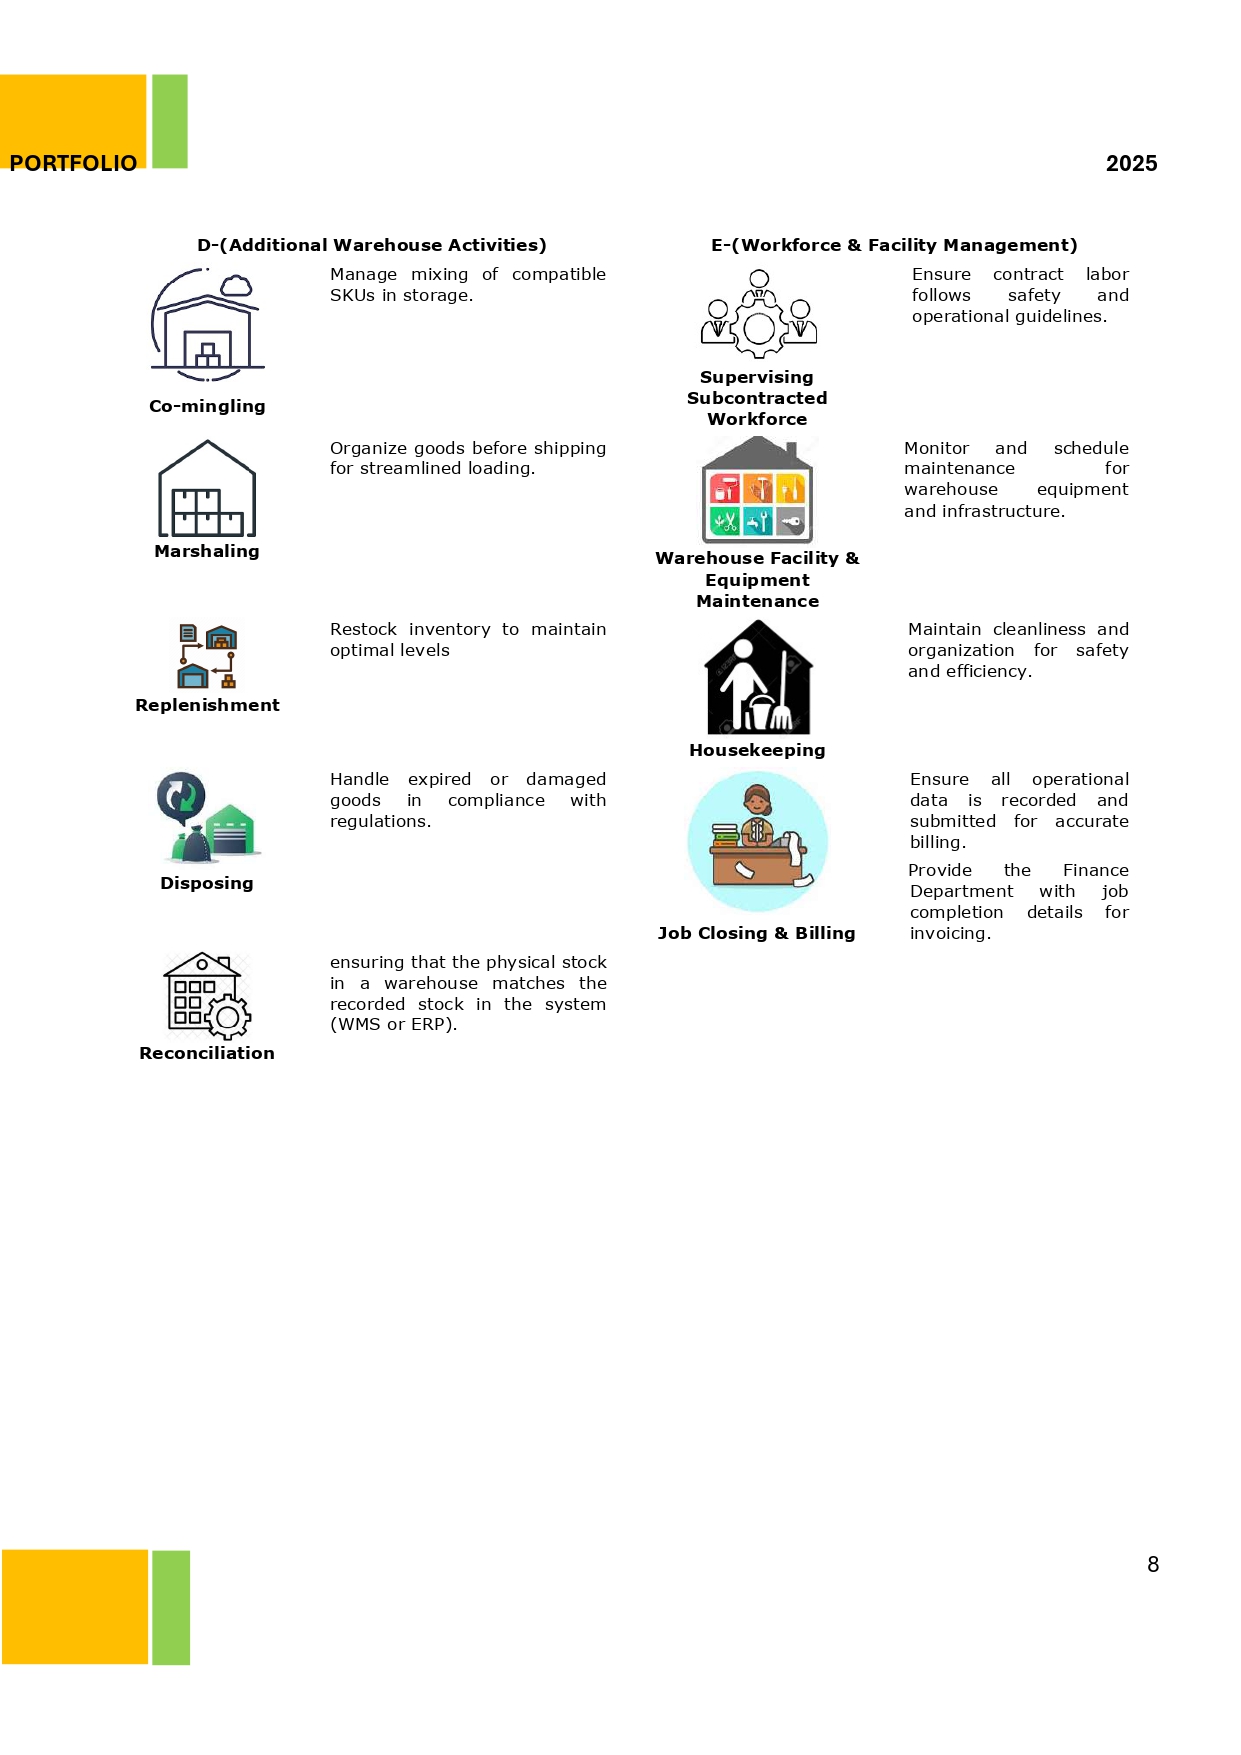 PORTFOLIO
2025
D-(Additional Warehouse Activities)
Manage mixing of compatible
SKUs in storage.
Co-mingling
Organize goods before shipping
for streamlined loading.
Marshaling
Restock inventory to maintain
optimal levels
Replenishment
Handle expired or damaged
goods in compliance with
regulations.
Disposing
ensuring that the physical stock
in a warehouse matches the
recorded stock in the system
(WMS or ERP).
Reconciliation
E-(Workforce & Facility Management)
Ensure contract labor
follows safety and
operational guidelines.
Supervising
Subcontracted
Workforce
Monitor and schedule
maintenance for
warehouse equipment
and infrastructure.
Warehouse Facility &
Equipment
Maintenance
Maintain cleanliness and
organization for safety
and efficiency.
Housekeeping
Ensure all operational
data is recorded and
submitted for accurate
billing.
Provide the Finance
Department with job
completion details for
invoicing.
Job Closing & Billing
8